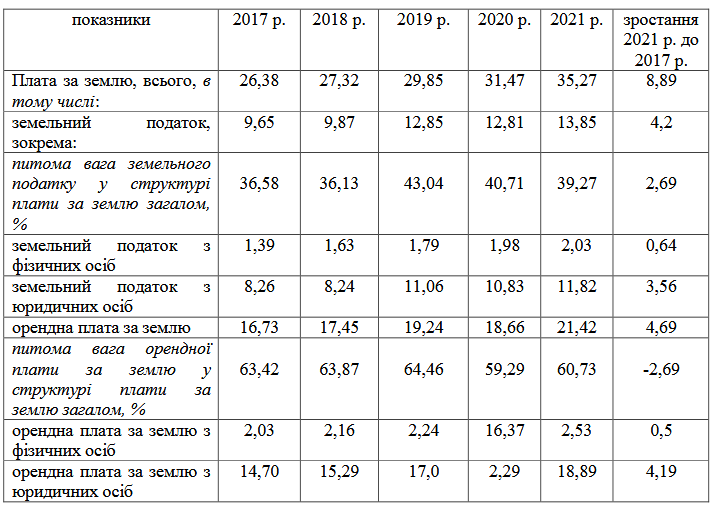 показники 2017 р. 2018 р. 2019 р. 2020 р. 2021 р. зростання
2021 р. до
2017 р.
Плата за землю, всього, в 26,38 27,32 29,85 31,47 35,27 8,89
тому числі:
земельний податок, 9,65 9,87 12,85 12,81 13,85 4,2
зокрема:
питома вага земельного
податку у структурі 36,58 36,13 43,04 40,71 39,27 2,69
плати за землю загалом,
%
земельний податок з 1,39 1,63 1,79 1,98 2,03 0,64
фізичних осіб
земельний податок з 8,26 8,24 11,06 10,83 11,82 3,56
юридичних осіб
орендна плата за землю 16,73 17,45 19,24 18,66 21,42 4,69
питома вага орендної
плати за землю у 63,42 63,87 64,46 59,29 60,73 -2,69
структурі плати за
землю загалом, %
орендна плата за землю з 2,03 2,16 2,24 16,37 2,53 0,5
фізичних осіб
орендна плата за землю з 14,70 15,29 17,0 2,29 18,89 4,19
юридичних осіб